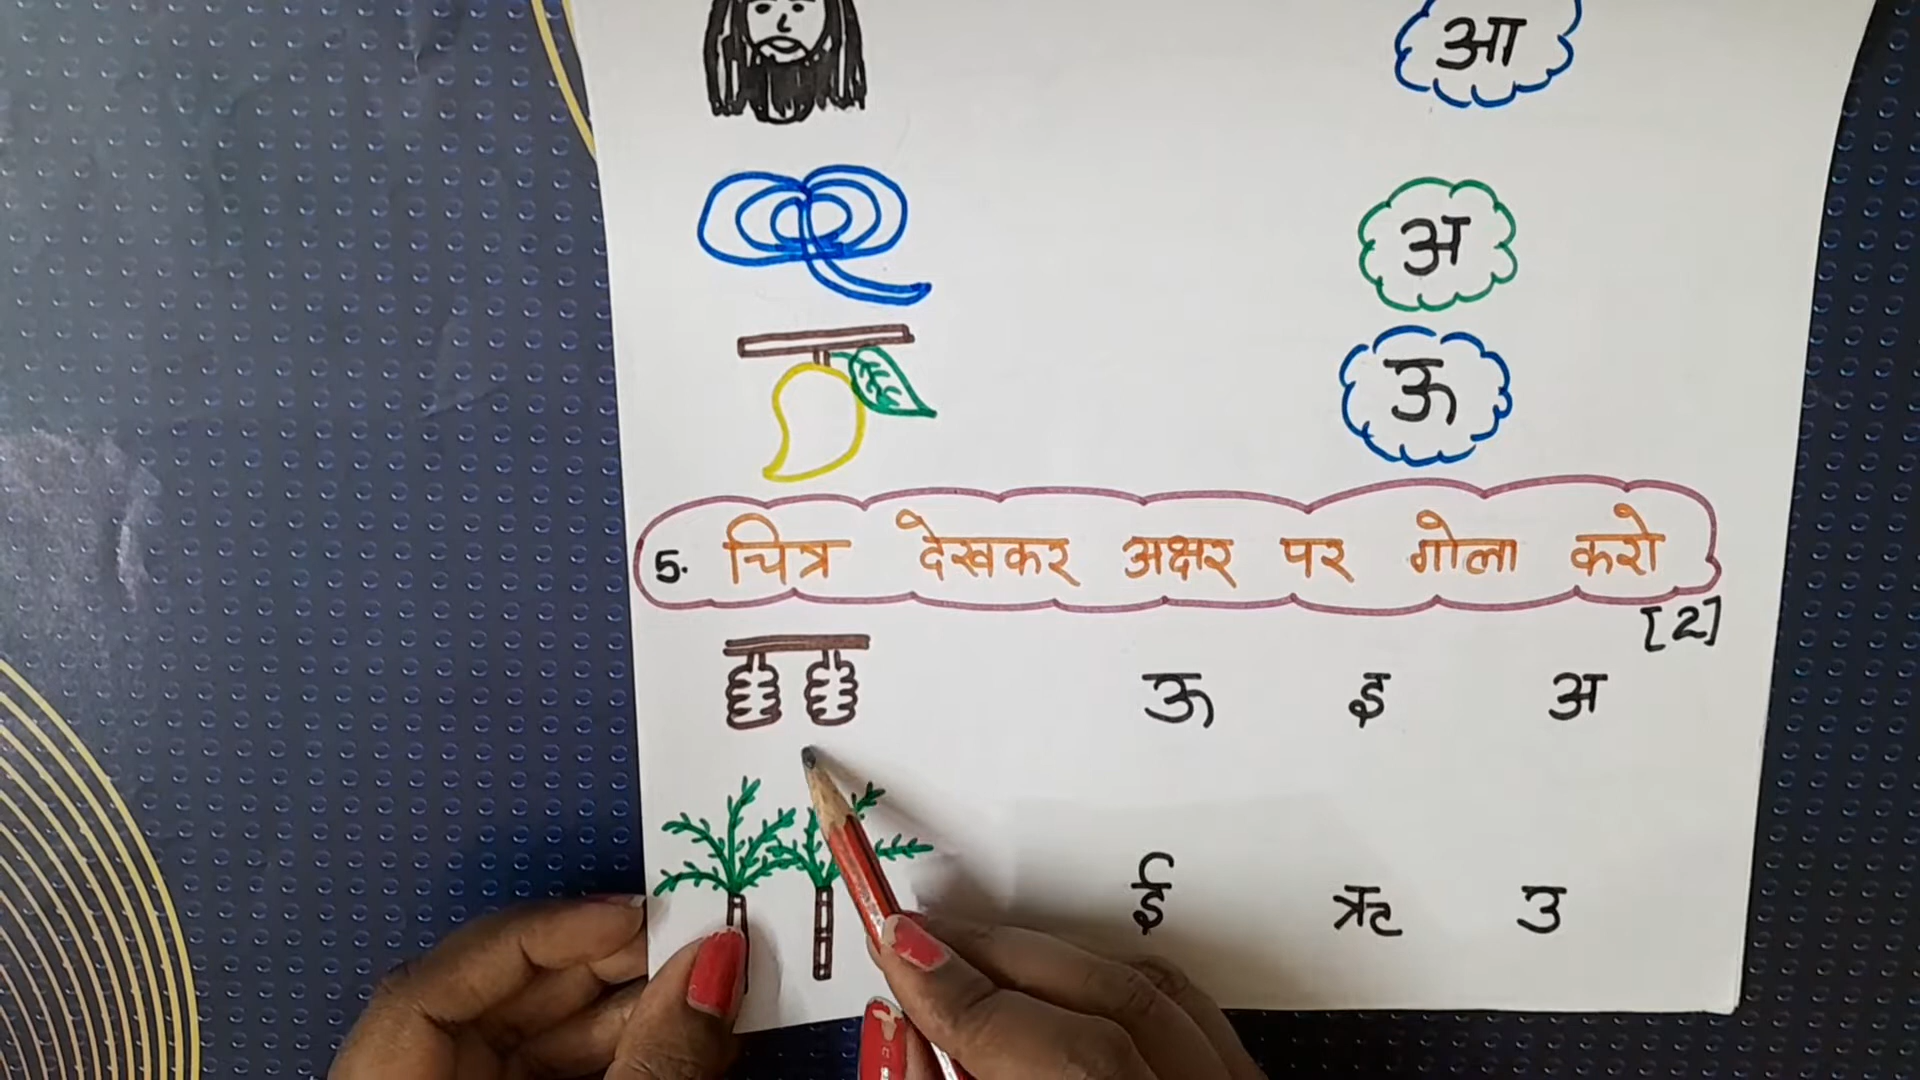 आ
अ
ऊ
5. चित्र देखकर अक्षर पर गोला करो
[2]
ऊ इ अ
ई ऋ उ